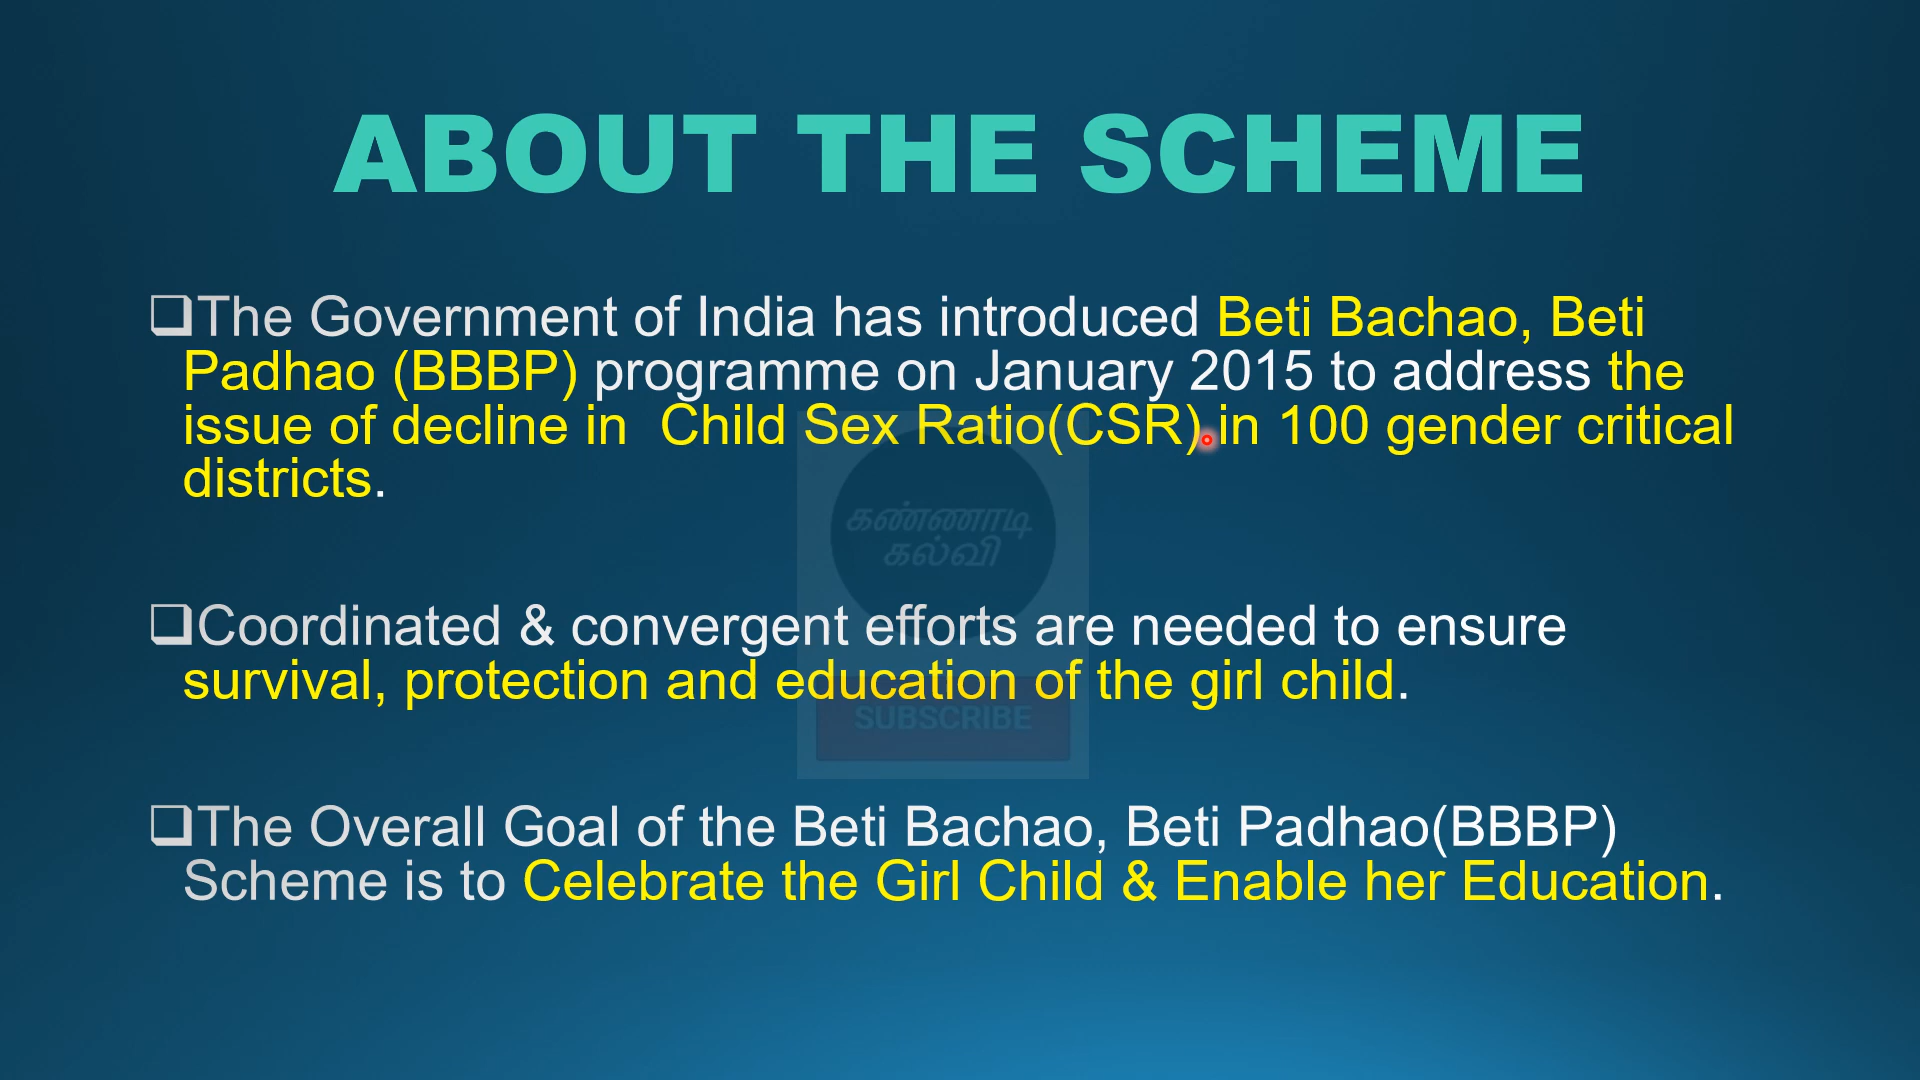 ABOUT THE SCHEME
❑The Government of India has introduced Beti Bachao, Beti
Padhao (BBBP) programme on January 2015 to address the
issue of decline in  Child Sex Ratio(CSR) in 100 gender critical
districts.
கண்ணாடி
கல்வி
❑Coordinated & convergent efforts are needed to ensure
survival, protection and education of the girl child.
SUBSCRIBE
❑The Overall Goal of the Beti Bachao, Beti Padhao(BBBP)
Scheme is to Celebrate the Girl Child & Enable her Education.